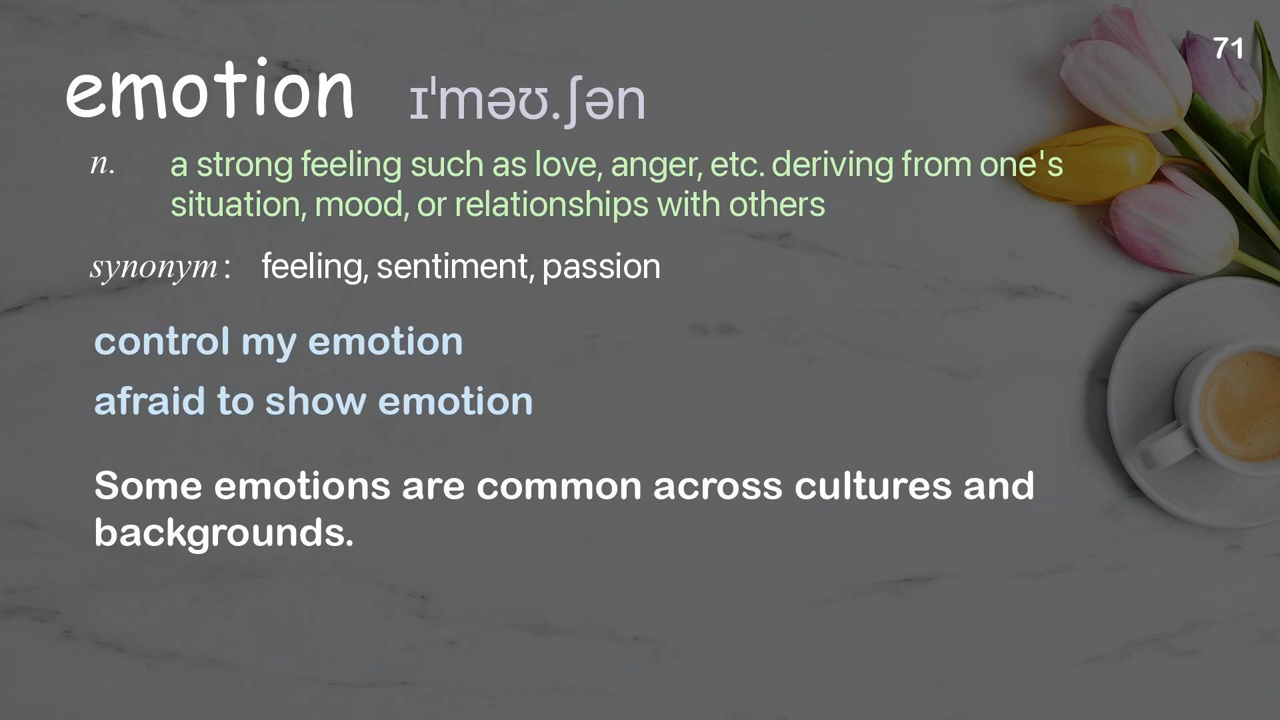 71
emotion ɪˈməʊ.ʃən
n. a strong feeling such as love, anger, etc. deriving from one's
situation, mood, or relationships with others
synonym: feeling, sentiment, passion
control my emotion
afraid to show emotion
Some emotions are common across cultures and
backgrounds.